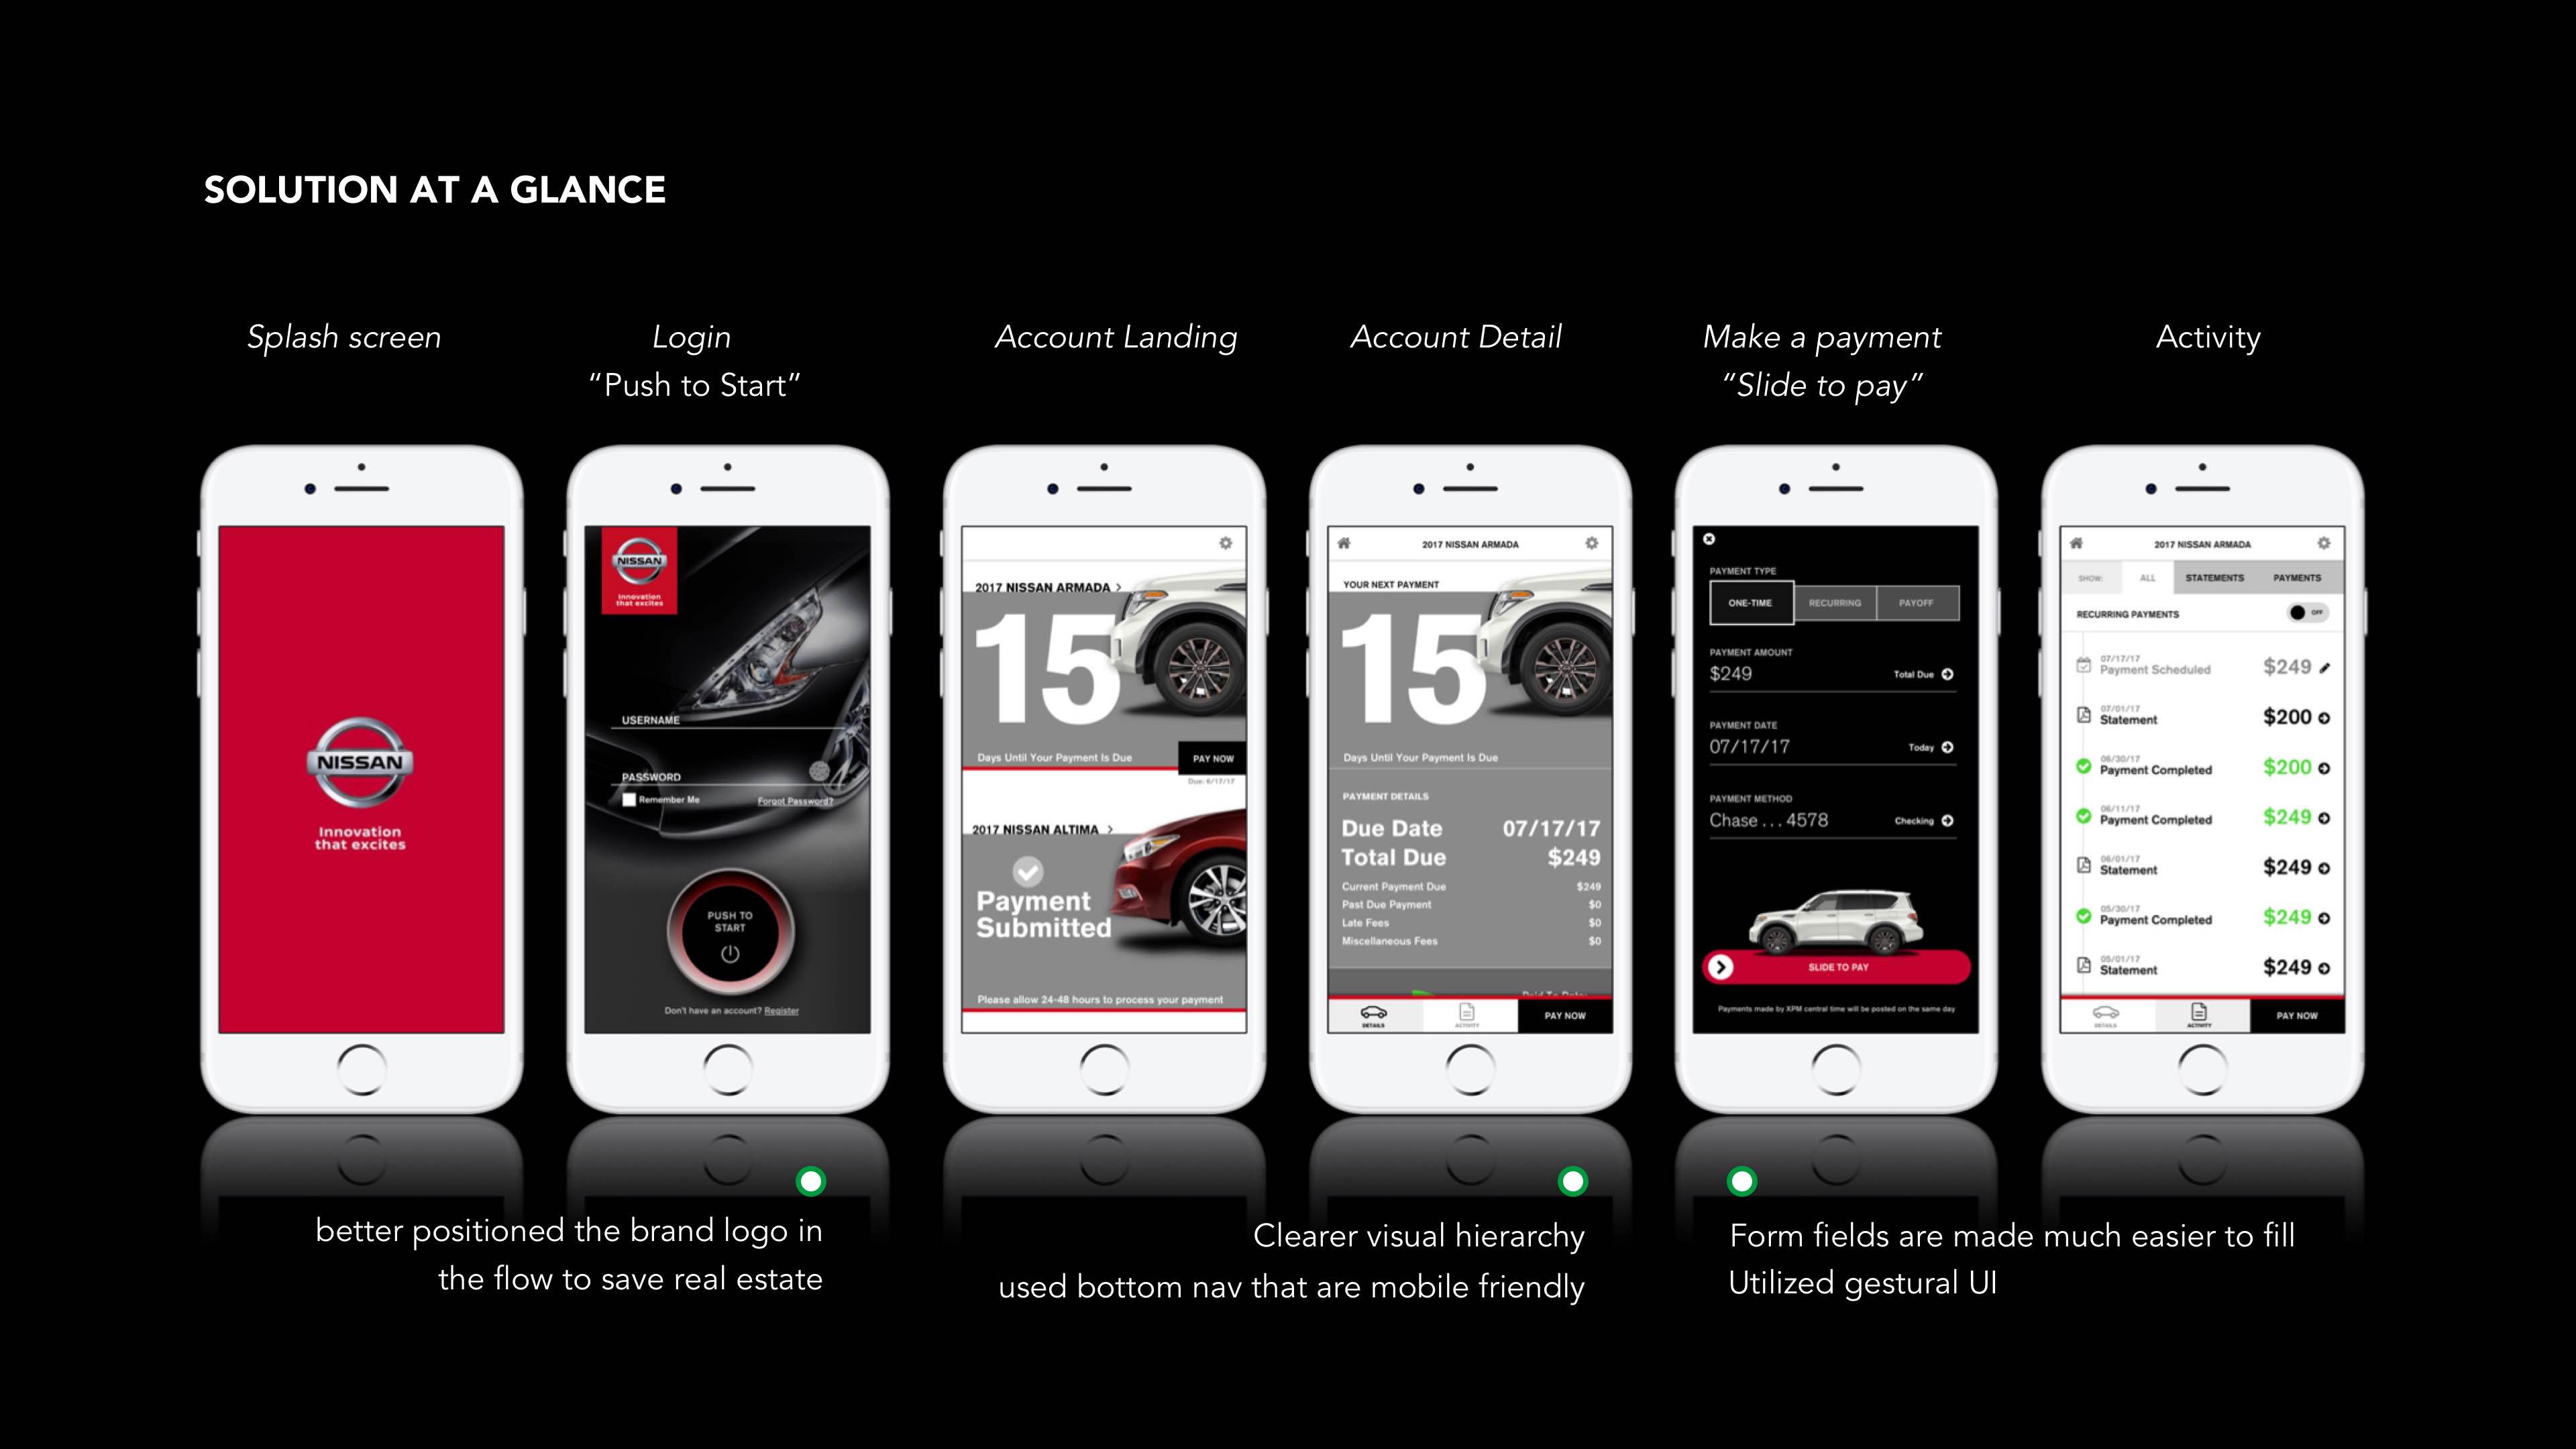 SOLUTION AT A GLANCE
Splash screen
Login
“Push to Start”
Account Landing
Account Detail
Make a payment
“Slide to pay”
Activity
NISSAN
Innovation
that excites
NISSAN
Innovation
that excites
USERNAME
PASSWORD
Remember Me
Forgot Password?
PUSH TO
START
Don't have an account? Register
2017 NISSAN ARMADA >
15
Days Until Your Payment Is Due
PAY NOW
Due: 6/17/17
2017 NISSAN ALTIMA >
Payment
Submitted
Please allow 24-48 hours to process your payment
2017 NISSAN ARMADA
YOUR NEXT PAYMENT
15
Days Until Your Payment Is Due
PAYMENT DETAILS
Due Date 07/17/17
Total Due $249
Current Payment Due $249
Past Due Payment $0
Late Fees $0
Miscellaneous Fees $0
DETAILS
ACTIVITY
PAY NOW
PAYMENT TYPE
ONE-TIME RECURRING PAYOFF
PAYMENT AMOUNT
$249 Total Due
PAYMENT DATE
07/17/17 Today
PAYMENT METHOD
Chase ... 4578 Checking
SLIDE TO PAY
Payments made by XPM central time will be posted on the same day
2017 NISSAN ARMADA
SHOW: ALL STATEMENTS PAYMENTS
RECURRING PAYMENTS OFF
07/17/17
Payment Scheduled $249
07/01/17
Statement $200
06/30/17
Payment Completed $200
06/11/17
Payment Completed $249
06/01/17
Statement $249
05/30/17
Payment Completed $249
05/01/17
Statement $249
DETAILS
ACTIVITY
PAY NOW
better positioned the brand logo in
the flow to save real estate
Clearer visual hierarchy
used bottom nav that are mobile friendly
Form fields are made much easier to fill
Utilized gestural UI